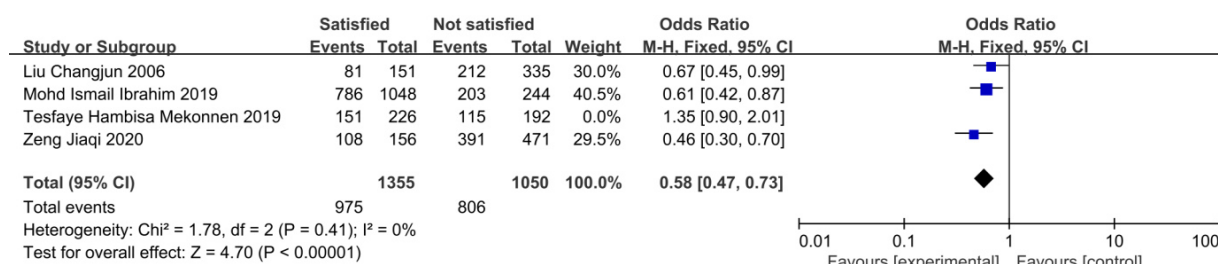 Satisfied Not satisfied Odds Ratio Odds Ratio
Study or Subgroup Events Total Events Total Weight M-H, Fixed, 95% CI M-H, Fixed, 95% CI
Liu Changjun 2006 81 151 212 335 30.0% 0.67 [0.45, 0.99]
Mohd Ismail Ibrahim 2019 786 1048 203 244 40.5% 0.61 [0.42, 0.87]
Tesfaye Hambisa Mekonnen 2019 151 226 115 192 0.0% 1.35 [0.90, 2.01]
Zeng Jiaqi 2020 108 156 391 471 29.5% 0.46 [0.30, 0.70]
Total (95% CI) 1355 1050 100.0% 0.58 [0.47, 0.73]
Total events 975 806
Heterogeneity: Chi² = 1.78, df = 2 (P = 0.41); I² = 0%
Test for overall effect: Z = 4.70 (P < 0.00001)
0.01 0.1 1 10 100
Favours [experimental] Favours [control]